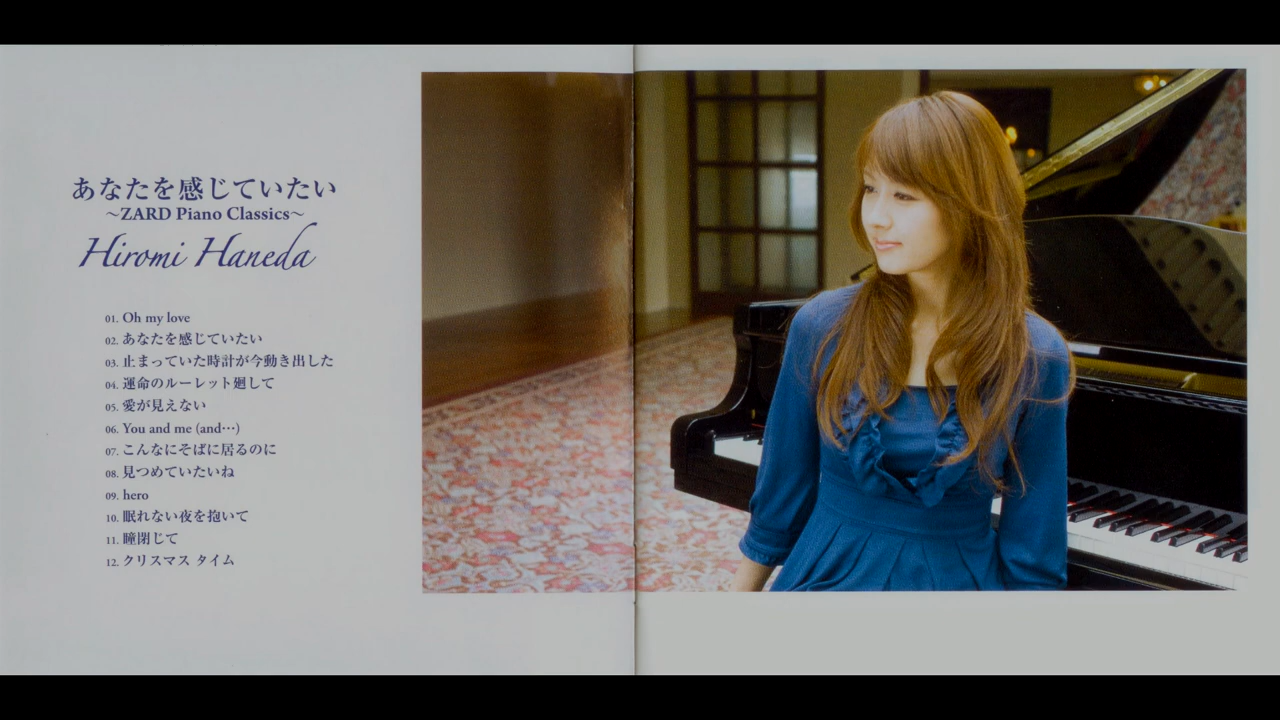 あなたを感じていたい
~ZARD Piano Classics~
Hiromi Haneda
01. Oh my love
02. あなたを感じていたい
03. 止まっていた時計が今動き出した
04. 運命のルーレット廻して
05. 愛が見えない
06. You and me (and…)
07. こんなにそばに居るのに
08. 見つめていたいね
09. hero
10. 眠れない夜を抱いて
11. 瞳閉じて
12. クリスマス タイム